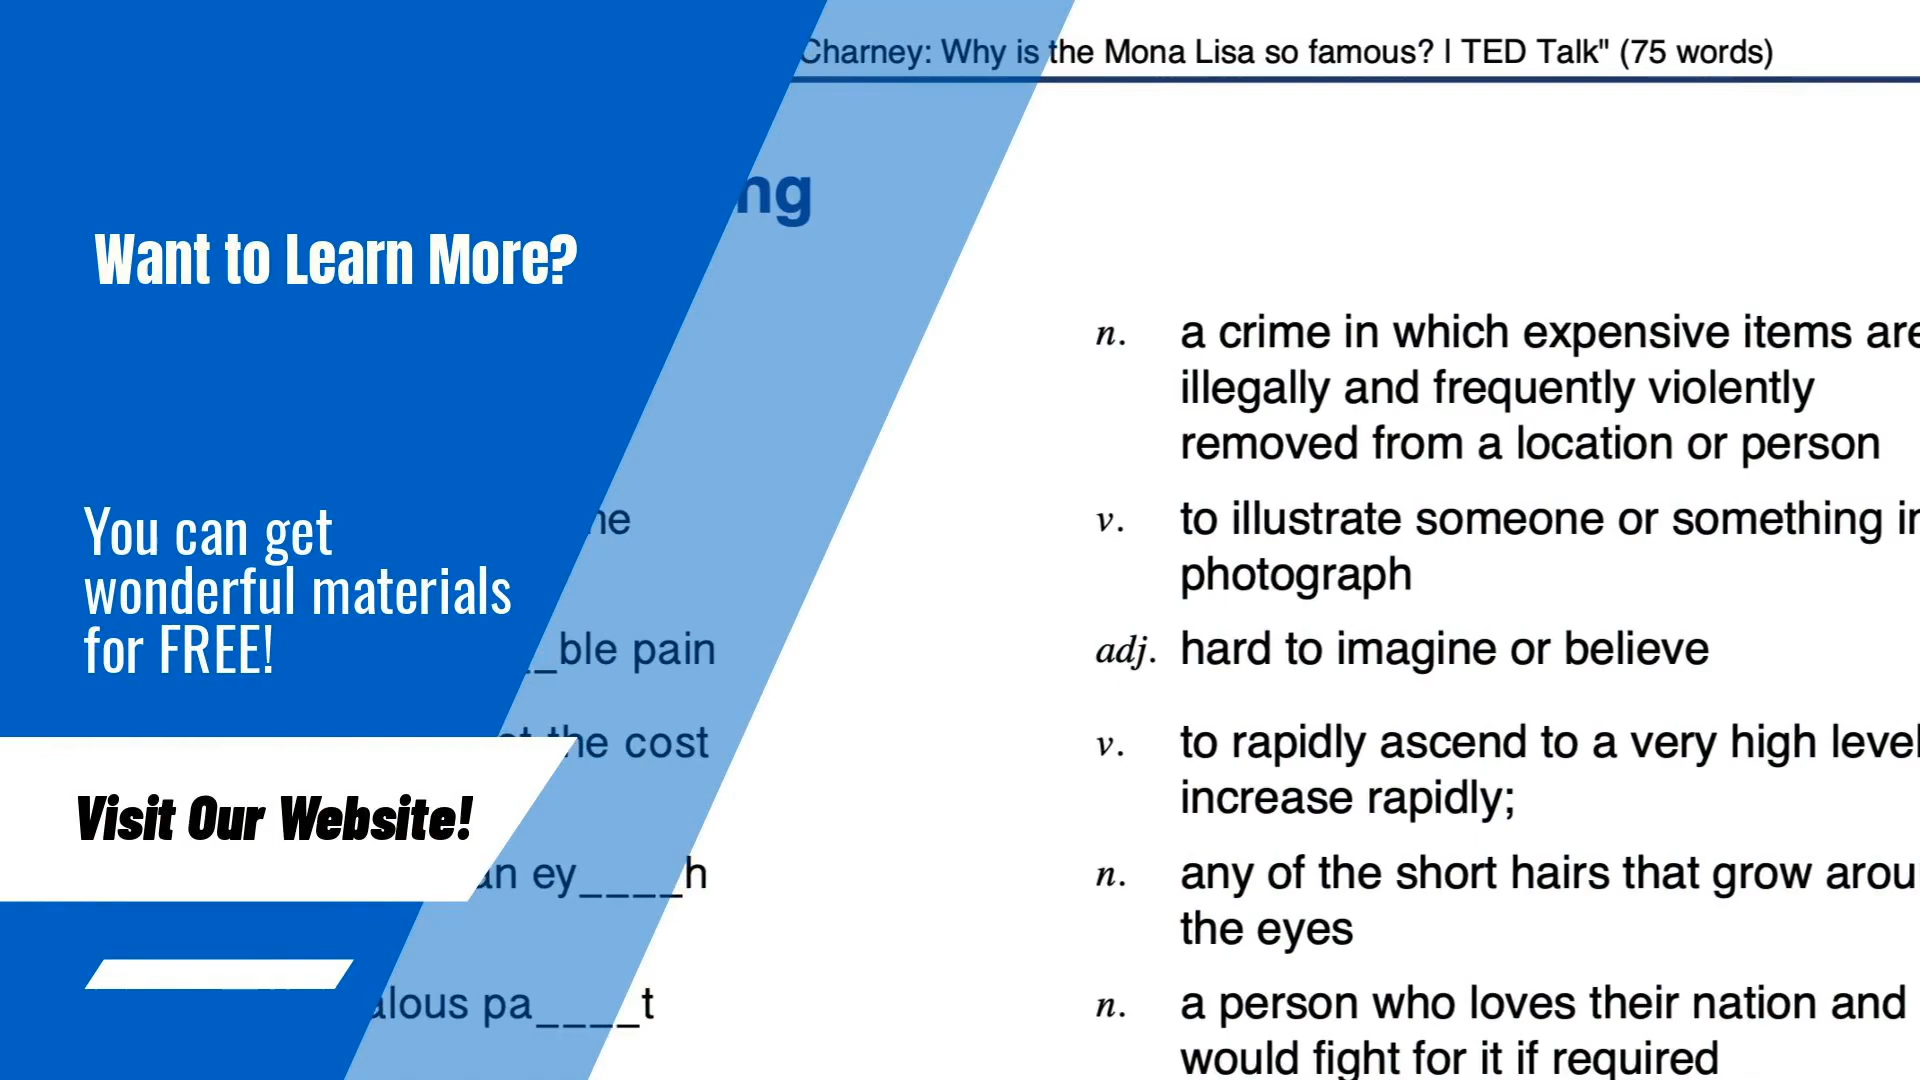 Charney: Why is the Mona Lisa so famous? | TED Talk" (75 words)
ng
Want to Learn More?
You can get
wonderful materials
for FREE!
Visit Our Website!
n. a crime in which expensive items are
illegally and frequently violently
removed from a location or person
ne v. to illustrate someone or something in
photograph
_ble pain adj. hard to imagine or believe
the cost v. to rapidly ascend to a very high level
increase rapidly;
an ey____h n. any of the short hairs that grow arou
the eyes
alous pa____t n. a person who loves their nation and
would fight for it if required